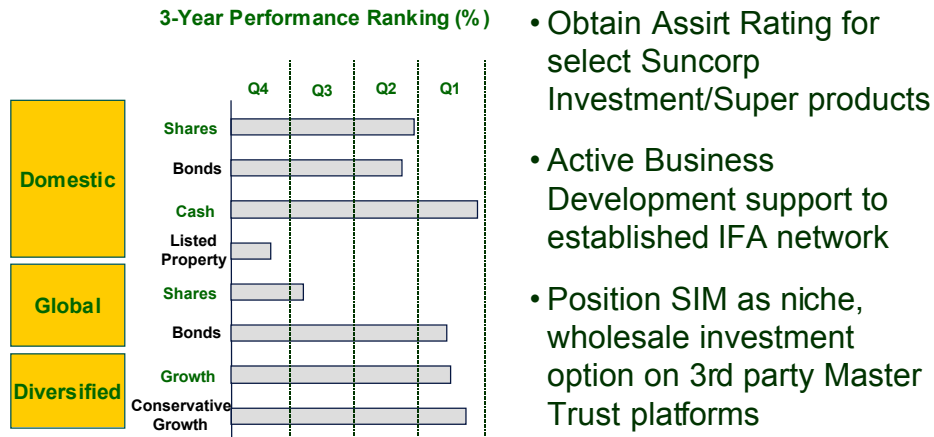 3-Year Performance Ranking (%)
Q4 Q3 Q2 Q1
Domestic
Shares
Bonds
Cash
Listed
Property
Global
Shares
Bonds
Diversified
Growth
Conservative
Growth
• Obtain Assirt Rating for
select Suncorp
Investment/Super products
• Active Business
Development support to
established IFA network
• Position SIM as niche,
wholesale investment
option on 3rd party Master
Trust platforms